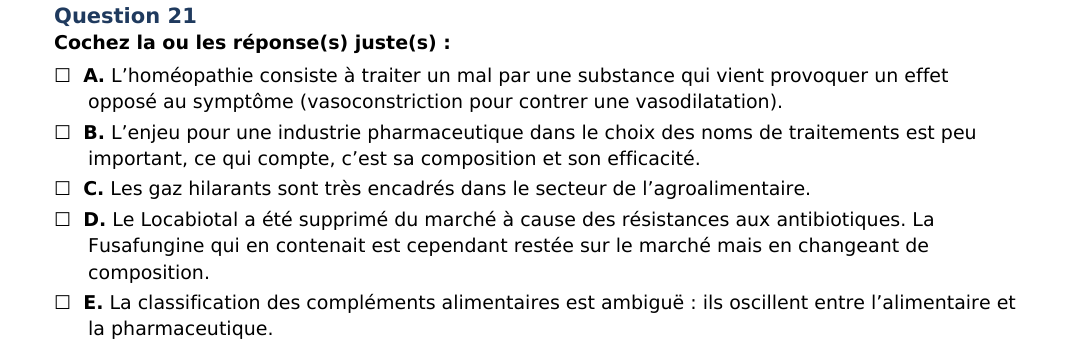 Question 21
Cochez la ou les réponse(s) juste(s) :
☐ A. L’homéopathie consiste à traiter un mal par une substance qui vient provoquer un effet
opposé au symptôme (vasoconstriction pour contrer une vasodilatation).
☐ B. L’enjeu pour une industrie pharmaceutique dans le choix des noms de traitements est peu
important, ce qui compte, c’est sa composition et son efficacité.
☐ C. Les gaz hilarants sont très encadrés dans le secteur de l’agroalimentaire.
☐ D. Le Locabiotal a été supprimé du marché à cause des résistances aux antibiotiques. La
Fusafungine qui en contenait est cependant restée sur le marché mais en changeant de
composition.
☐ E. La classification des compléments alimentaires est ambiguë : ils oscillent entre l’alimentaire et
la pharmaceutique.